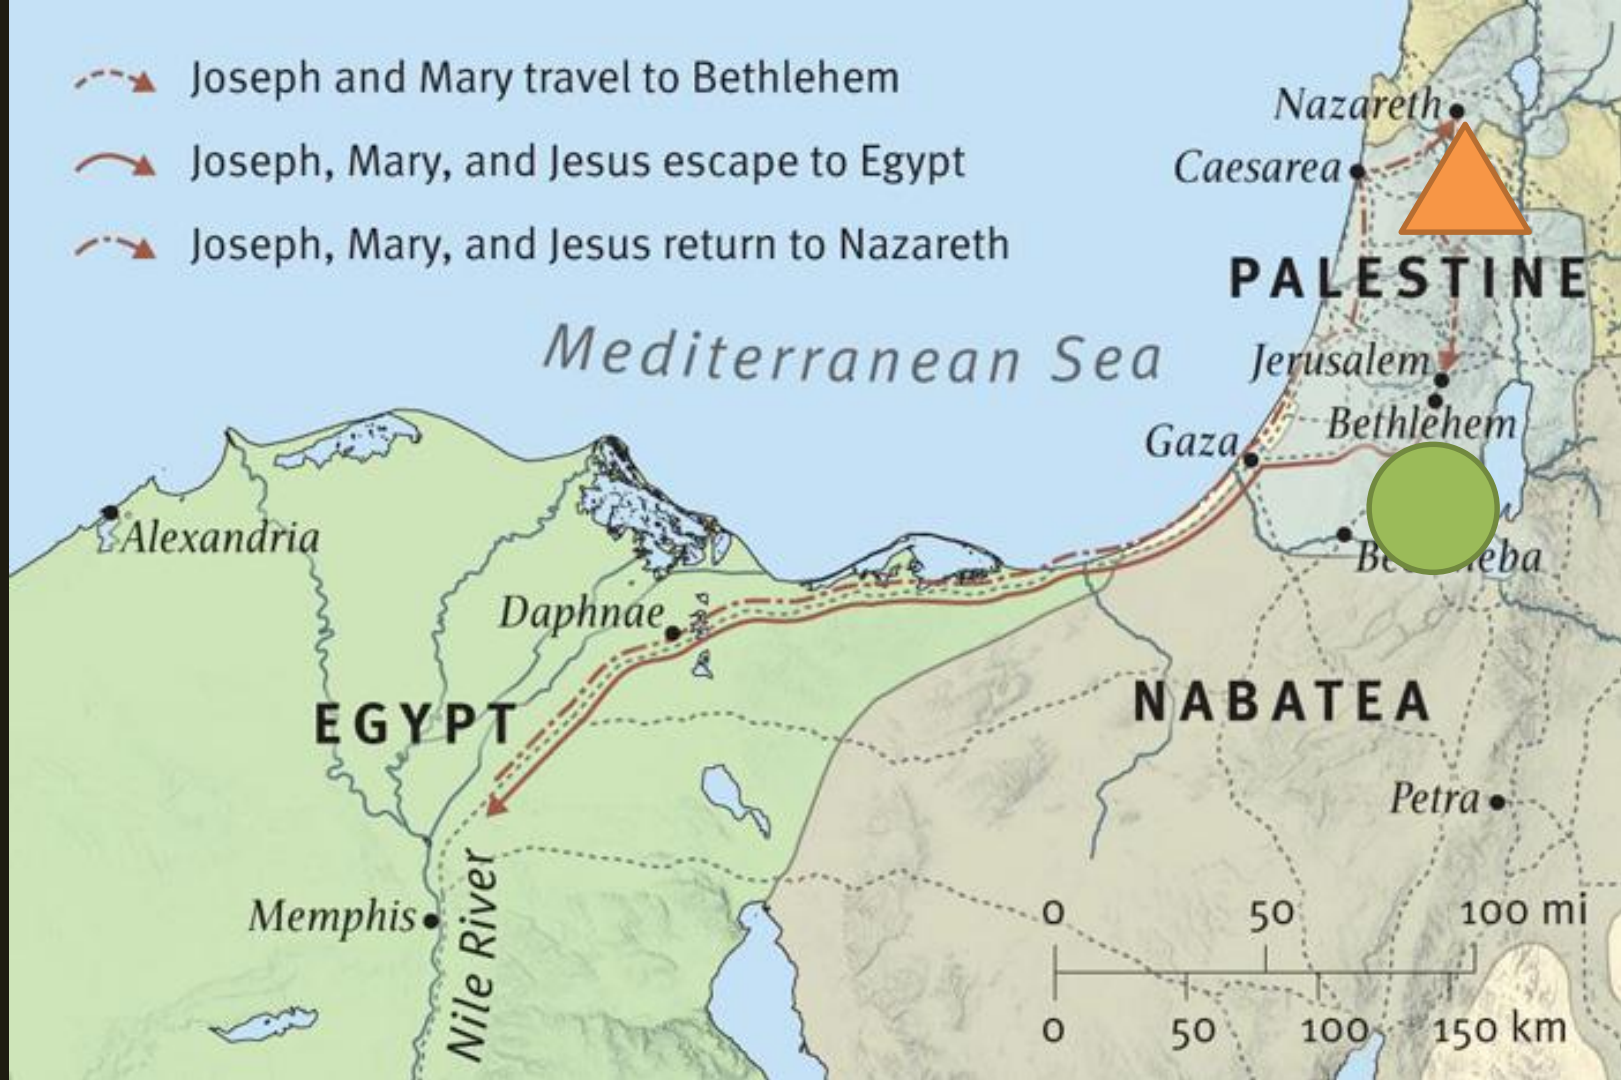 Joseph and Mary travel to Bethlehem
Joseph, Mary, and Jesus escape to Egypt
Joseph, Mary, and Jesus return to Nazareth
Nazareth
Caesarea
PALESTINE
Mediterranean Sea
Jerusalem
Bethlehem
Gaza
Alexandria
Daphnae
EGYPT
NABATEA
Petra
Memphis
Nile River
0 50 100 mi
0 50 100 150 km